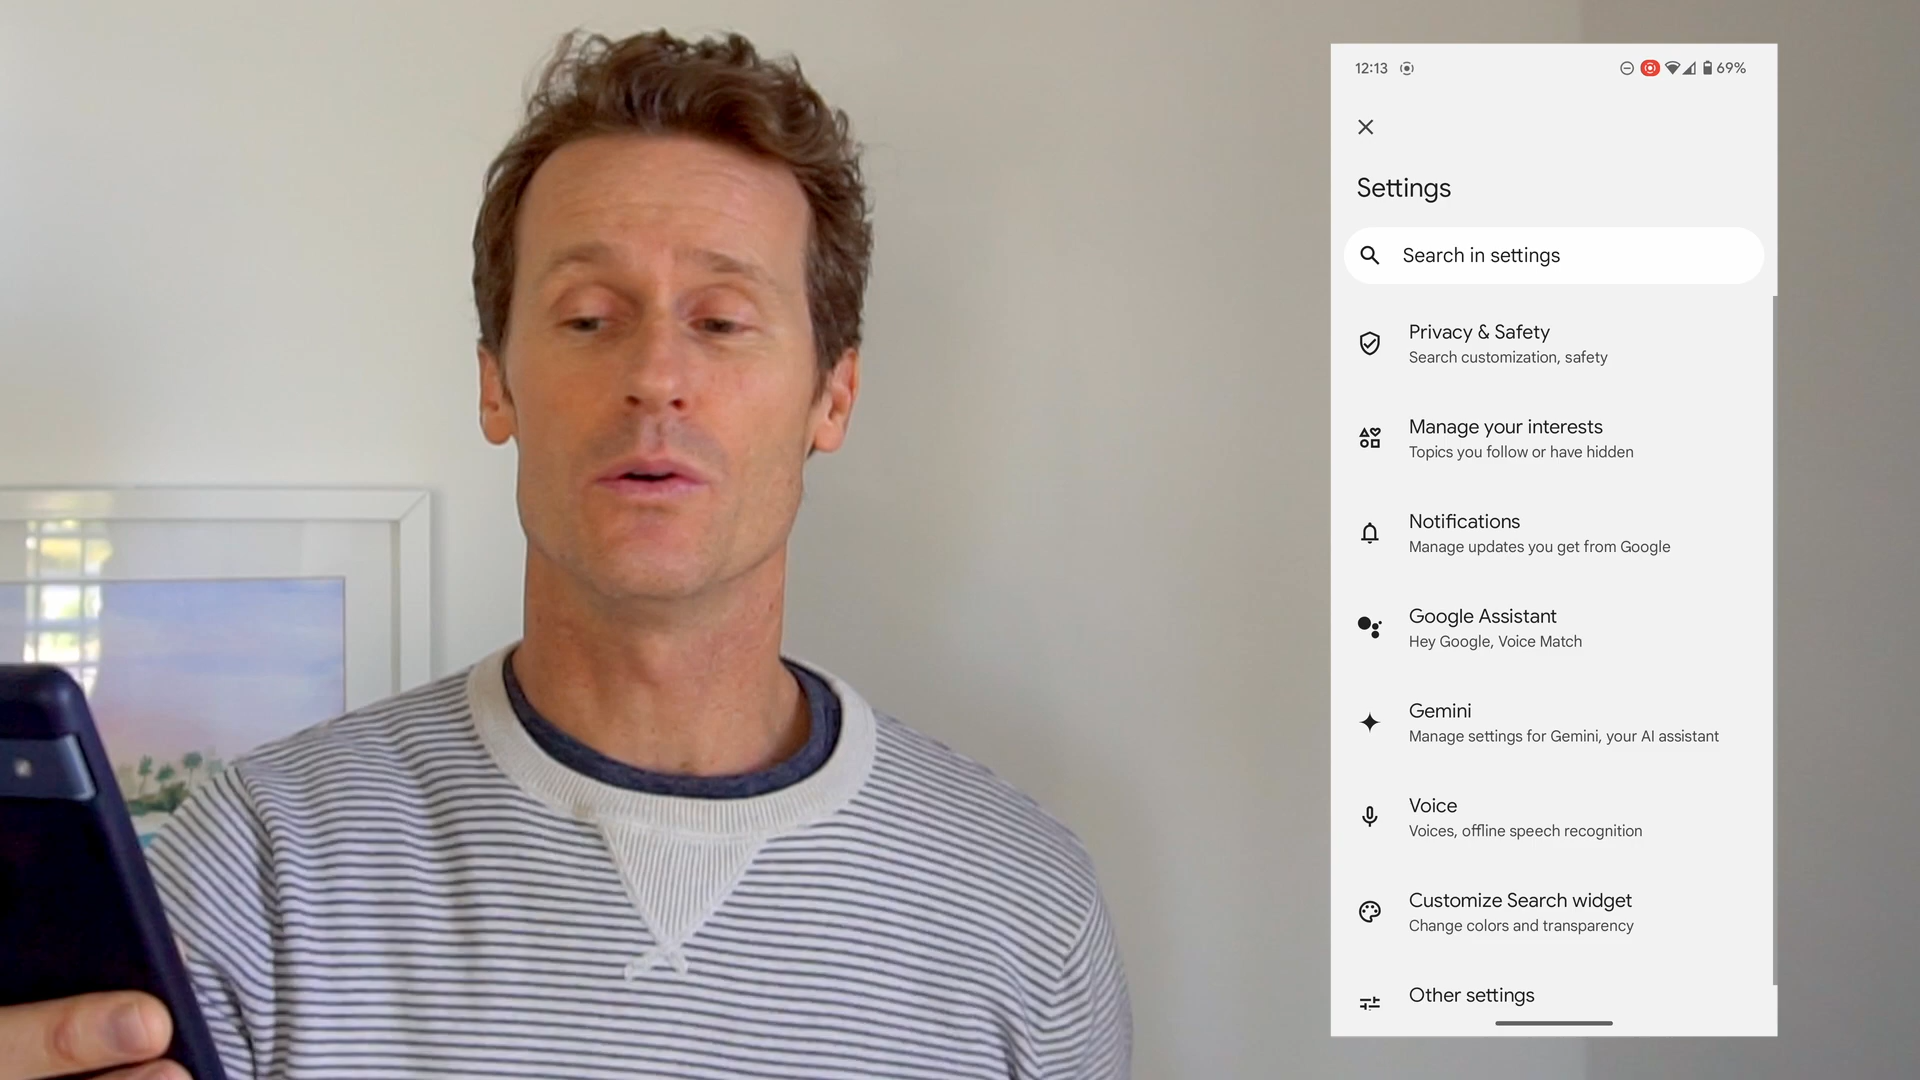 12:13
69%
Settings
Search in settings
Privacy & Safety
Search customization, safety
Manage your interests
Topics you follow or have hidden
Notifications
Manage updates you get from Google
Google Assistant
Hey Google, Voice Match
Gemini
Manage settings for Gemini, your AI assistant
Voice
Voices, offline speech recognition
Customize Search widget
Change colors and transparency
Other settings